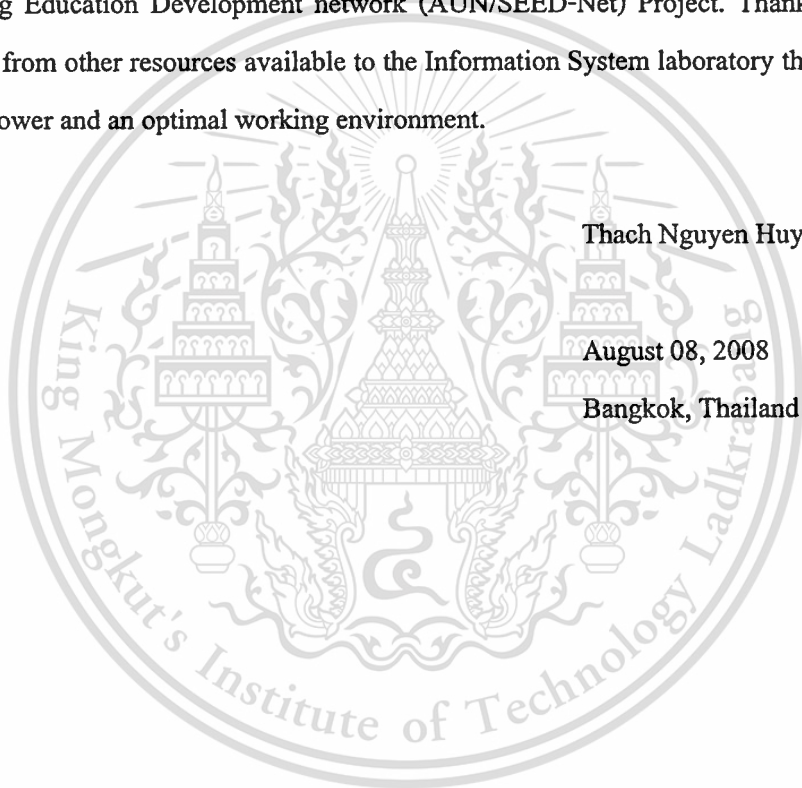 g Education Development network (AUN/SEED-Net) Project. Thank
from other resources available to the Information System laboratory th
ower and an optimal working environment.
Thach Nguyen Huy
August 08, 2008
Bangkok, Thailand
King Mongkut's Institute of Technology Ladkrabang